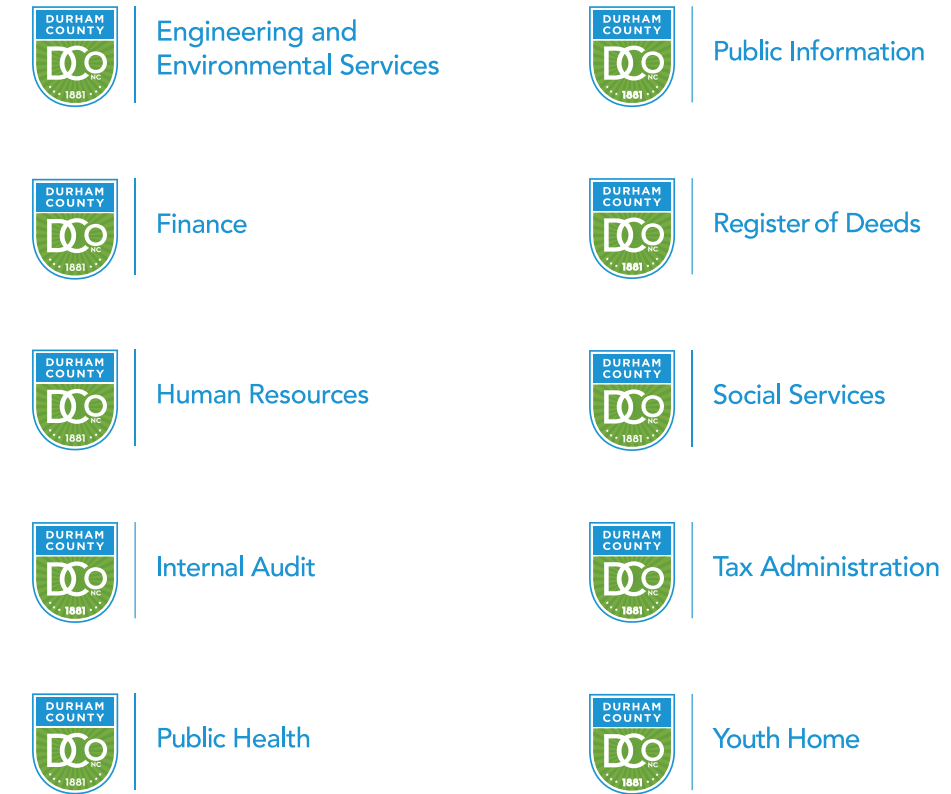 DURHAM
COUNTY
DCo
NC
1881
Engineering and
Environmental Services
DURHAM
COUNTY
DCo
NC
1881
Public Information
DURHAM
COUNTY
DCo
NC
1881
Finance
DURHAM
COUNTY
DCo
NC
1881
Register of Deeds
DURHAM
COUNTY
DCo
NC
1881
Human Resources
DURHAM
COUNTY
DCo
NC
1881
Social Services
DURHAM
COUNTY
DCo
NC
1881
Internal Audit
DURHAM
COUNTY
DCo
NC
1881
Tax Administration
DURHAM
COUNTY
DCo
NC
1881
Public Health
DURHAM
COUNTY
DCo
NC
1881
Youth Home